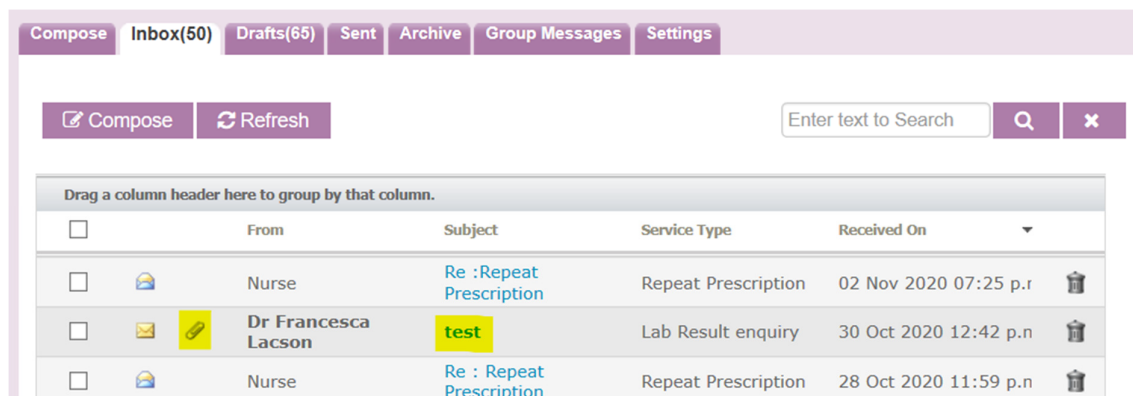 Compose Inbox(50) Drafts(65) Sent Archive Group Messages Settings
Compose Refresh Enter text to Search
Drag a column header here to group by that column.
From Subject Service Type Received On
Nurse Re :Repeat Prescription Repeat Prescription 02 Nov 2020 07:25 p.r
Dr Francesca Lacson test Lab Result enquiry 30 Oct 2020 12:42 p.n
Nurse Re : Repeat Prescription Repeat Prescription 28 Oct 2020 11:59 p.n